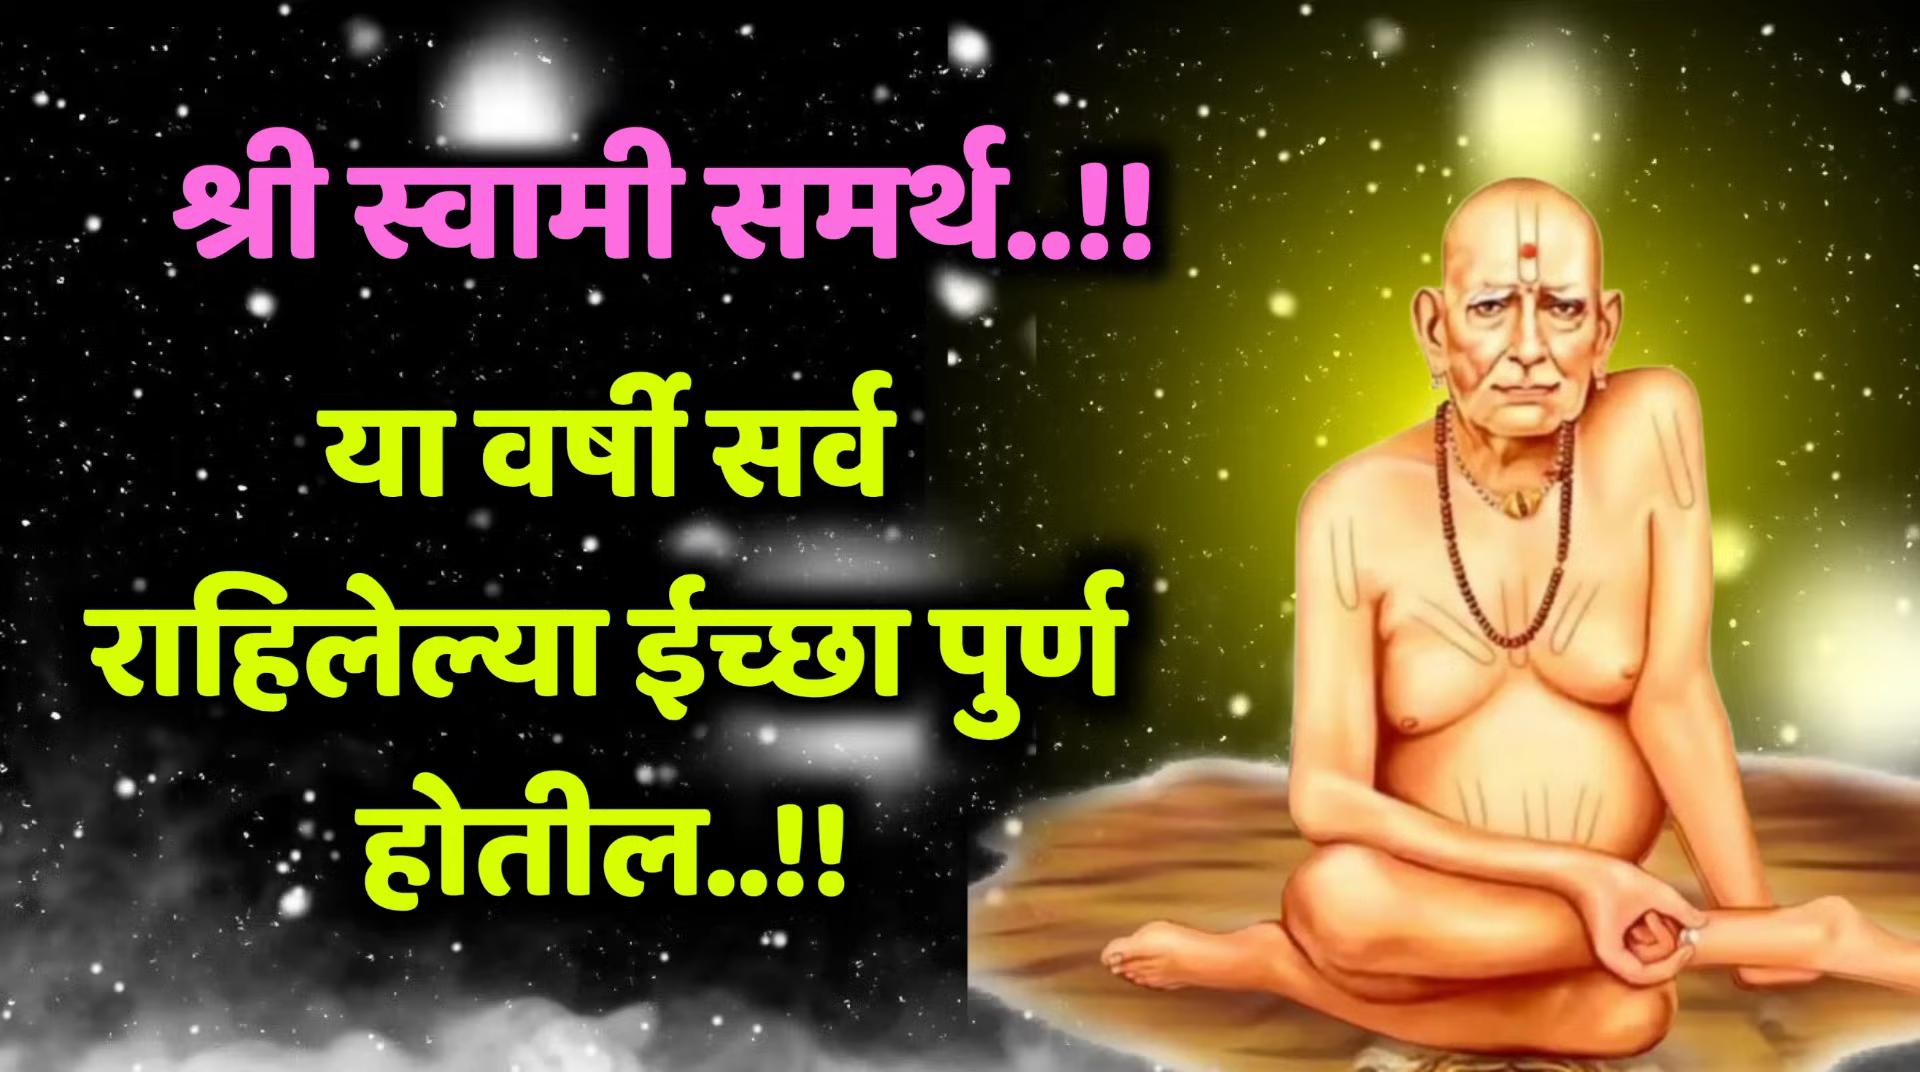 श्री स्वामी समर्थ..!!
या वर्षी सर्व
राहिलेल्या ईच्छा पुर्ण
होतील..!!